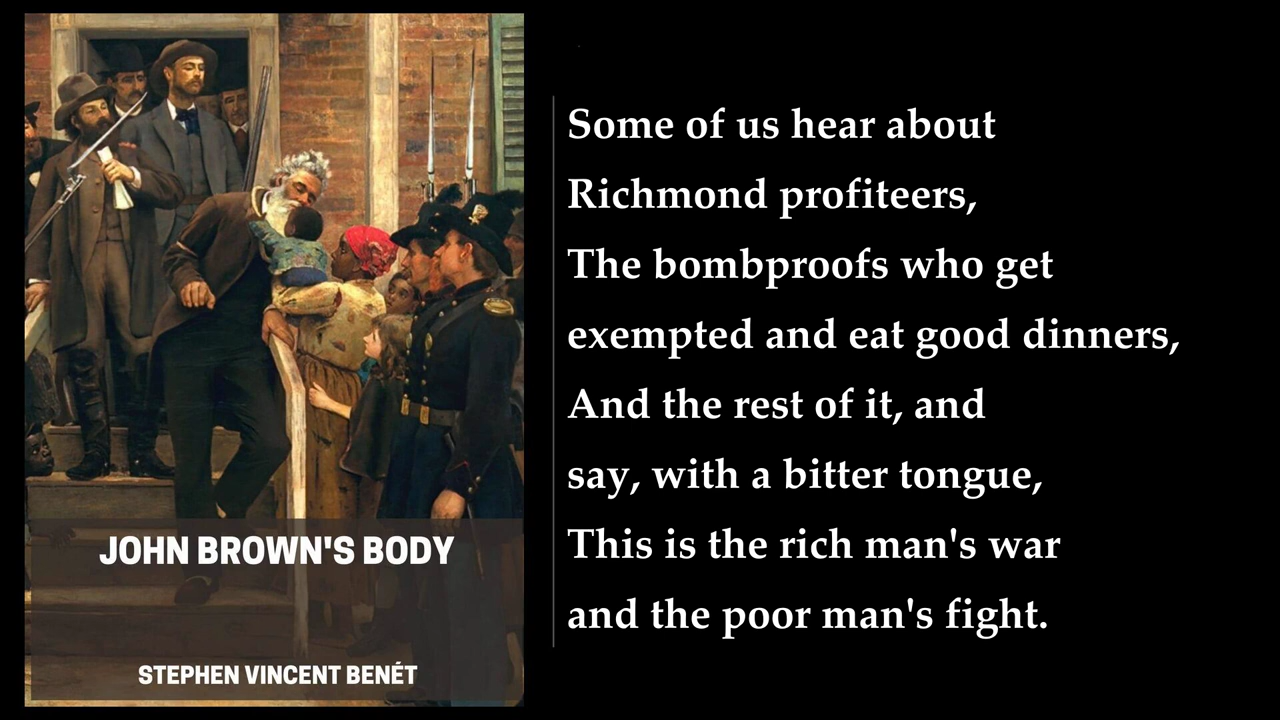 JOHN BROWN'S BODY
STEPHEN VINCENT BENÉT
Some of us hear about
Richmond profiteers,
The bombproofs who get
exempted and eat good dinners,
And the rest of it, and
say, with a bitter tongue,
This is the rich man's war
and the poor man's fight.